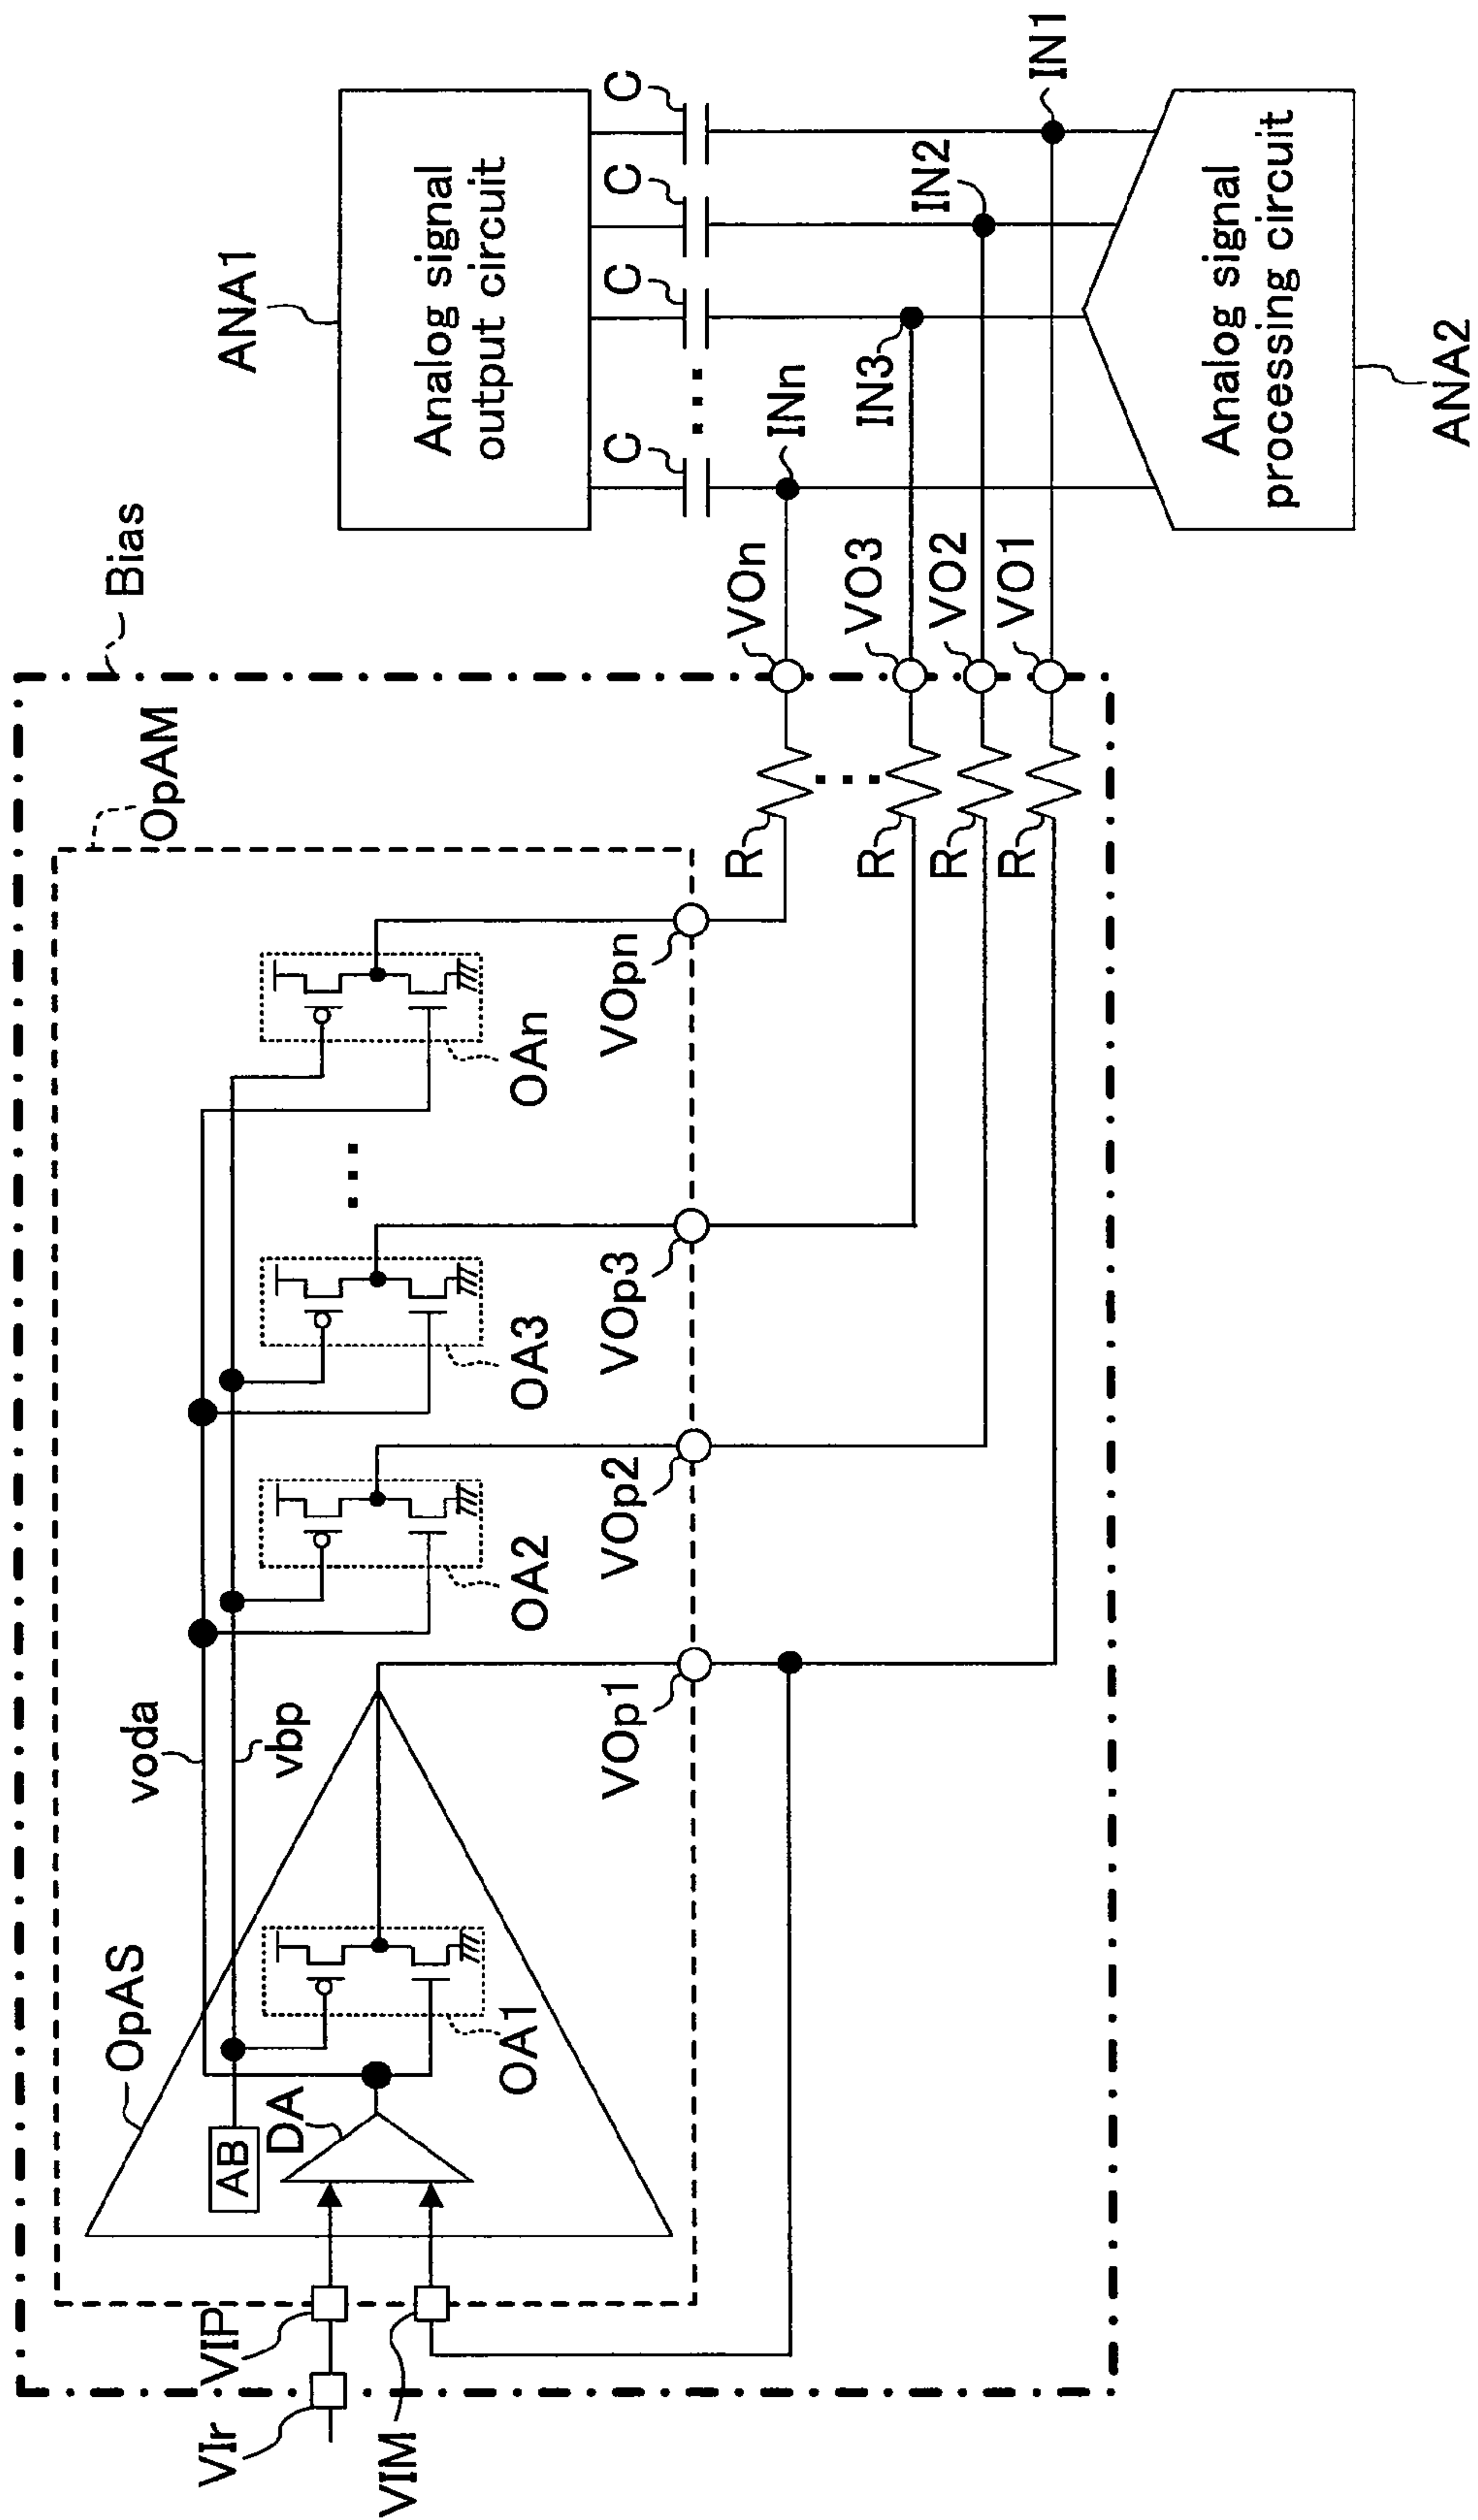 Bias
OpAM
OpAS
voda
vbp
AB
DA
OA1
OA2
OA3
OAn
VIr
VIP
VIM
VOp1
VOp2
VOp3
VOpn
R
R
R
R
VOn
VO3
VO2
VO1
ANA1
Analog signal
output circuit
C
C
C
C
INn
IN3
IN2
IN1
Analog signal
processing circuit
ANA2